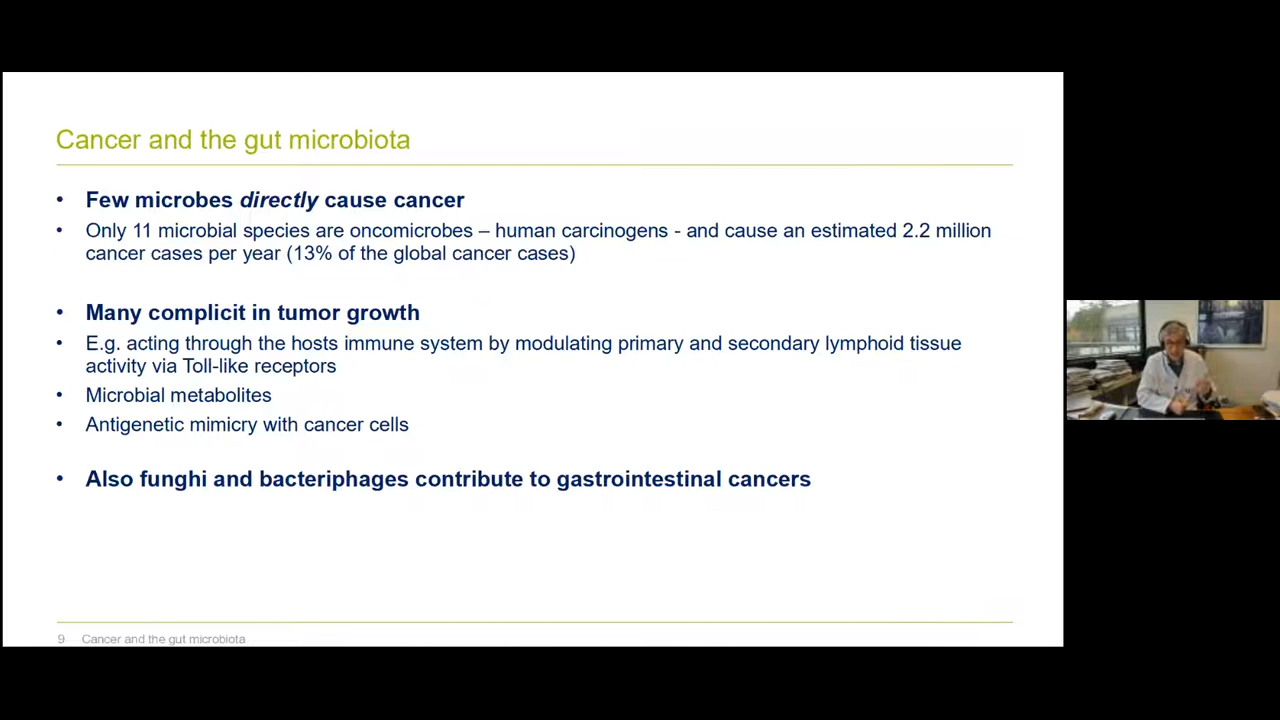 Cancer and the gut microbiota
• Few microbes directly cause cancer
• Only 11 microbial species are oncomicrobes – human carcinogens - and cause an estimated 2.2 million
cancer cases per year (13% of the global cancer cases)
• Many complicit in tumor growth
• E.g. acting through the hosts immune system by modulating primary and secondary lymphoid tissue
activity via Toll-like receptors
• Microbial metabolites
• Antigenetic mimicry with cancer cells
• Also funghi and bacteriphages contribute to gastrointestinal cancers
9 Cancer and the gut microbiota